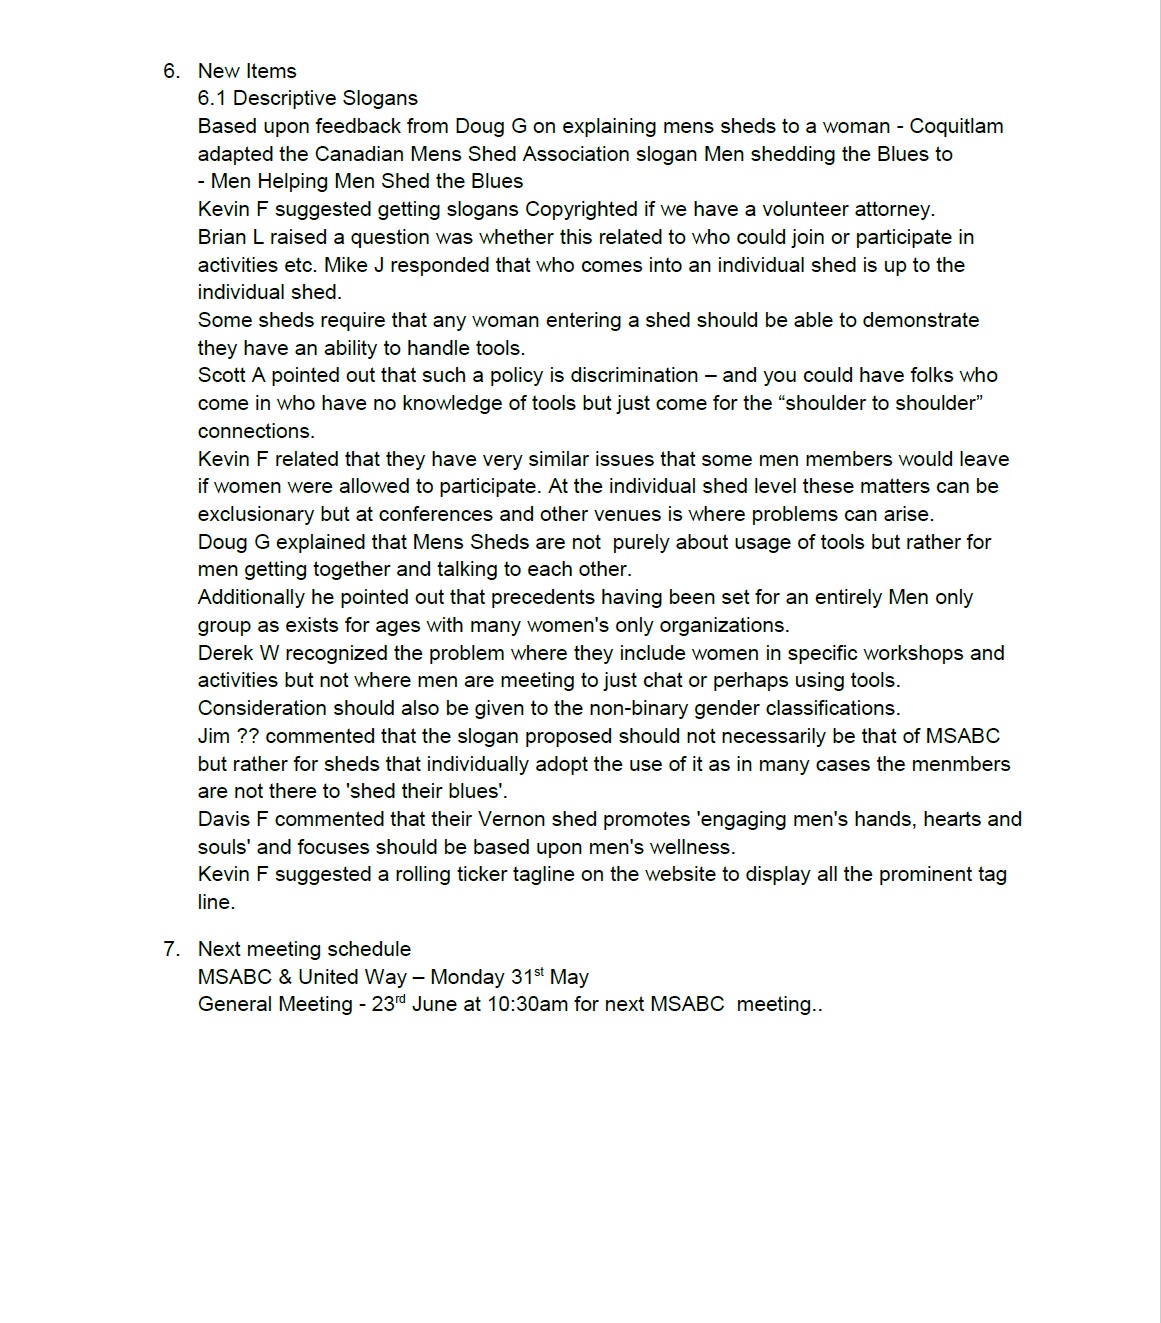 6. New Items
6.1 Descriptive Slogans
Based upon feedback from Doug G on explaining mens sheds to a woman - Coquitlam
adapted the Canadian Mens Shed Association slogan Men shedding the Blues to
- Men Helping Men Shed the Blues
Kevin F suggested getting slogans Copyrighted if we have a volunteer attorney.
Brian L raised a question was whether this related to who could join or participate in
activities etc. Mike J responded that who comes into an individual shed is up to the
individual shed.
Some sheds require that any woman entering a shed should be able to demonstrate
they have an ability to handle tools.
Scott A pointed out that such a policy is discrimination – and you could have folks who
come in who have no knowledge of tools but just come for the “shoulder to shoulder”
connections.
Kevin F related that they have very similar issues that some men members would leave
if women were allowed to participate. At the individual shed level these matters can be
exclusionary but at conferences and other venues is where problems can arise.
Doug G explained that Mens Sheds are not  purely about usage of tools but rather for
men getting together and talking to each other.
Additionally he pointed out that precedents having been set for an entirely Men only
group as exists for ages with many women's only organizations.
Derek W recognized the problem where they include women in specific workshops and
activities but not where men are meeting to just chat or perhaps using tools.
Consideration should also be given to the non-binary gender classifications.
Jim ?? commented that the slogan proposed should not necessarily be that of MSABC
but rather for sheds that individually adopt the use of it as in many cases the menmbers
are not there to 'shed their blues'.
Davis F commented that their Vernon shed promotes 'engaging men's hands, hearts and
souls' and focuses should be based upon men's wellness.
Kevin F suggested a rolling ticker tagline on the website to display all the prominent tag
line.
7. Next meeting schedule
MSABC & United Way – Monday 31st May
General Meeting - 23rd June at 10:30am for next MSABC  meeting..